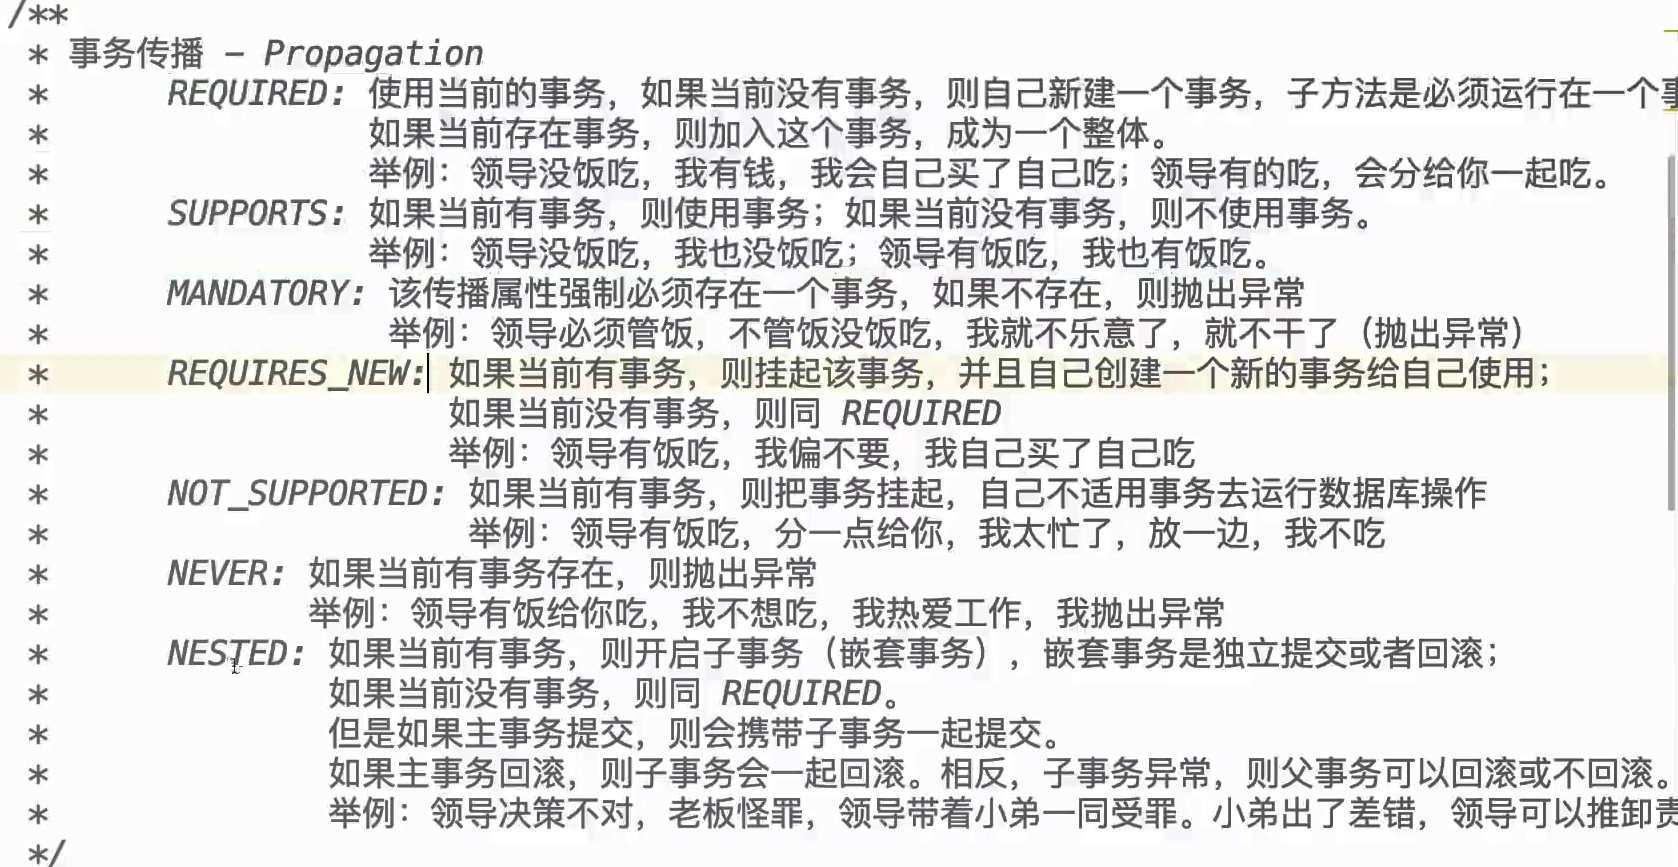 /**
* 事务传播 - Propagation
* REQUIRED: 使用当前的事务，如果当前没有事务，则自己新建一个事务，子方法是必须运行在一个
* 如果当前存在事务，则加入这个事务，成为一个整体。
* 举例：领导没饭吃，我有钱，我会自己买了自己吃；领导有的吃，会分给你一起吃。
* SUPPORTS: 如果当前有事务，则使用事务；如果当前没有事务，则不使用事务。
* 举例：领导没饭吃，我也没饭吃；领导有饭吃，我也有饭吃。
* MANDATORY: 该传播属性强制必须存在一个事务，如果不存在，则抛出异常
* 举例：领导必须管饭，不管饭没饭吃，我就不乐意了，就不干了（抛出异常）
* REQUIRES_NEW: 如果当前有事务，则挂起该事务，并且自己创建一个新的事务给自己使用；
* 如果当前没有事务，则同 REQUIRED
* 举例：领导有饭吃，我偏不要，我自己买了自己吃
* NOT_SUPPORTED: 如果当前有事务，则把事务挂起，自己不适用事务去运行数据库操作
* 举例：领导有饭吃，分一点给你，我太忙了，放一边，我不吃
* NEVER: 如果当前有事务存在，则抛出异常
* 举例：领导有饭给你吃，我不想吃，我热爱工作，我抛出异常
* NESTED: 如果当前有事务，则开启子事务（嵌套事务），嵌套事务是独立提交或者回滚；
* 如果当前没有事务，则同 REQUIRED。
* 但是如果主事务提交，则会携带子事务一起提交。
* 如果主事务回滚，则子事务会一起回滚。相反，子事务异常，则父事务可以回滚或不回滚。
* 举例：领导决策不对，老板怪罪，领导带着小弟一同受罪。小弟出了差错，领导可以推卸
*/